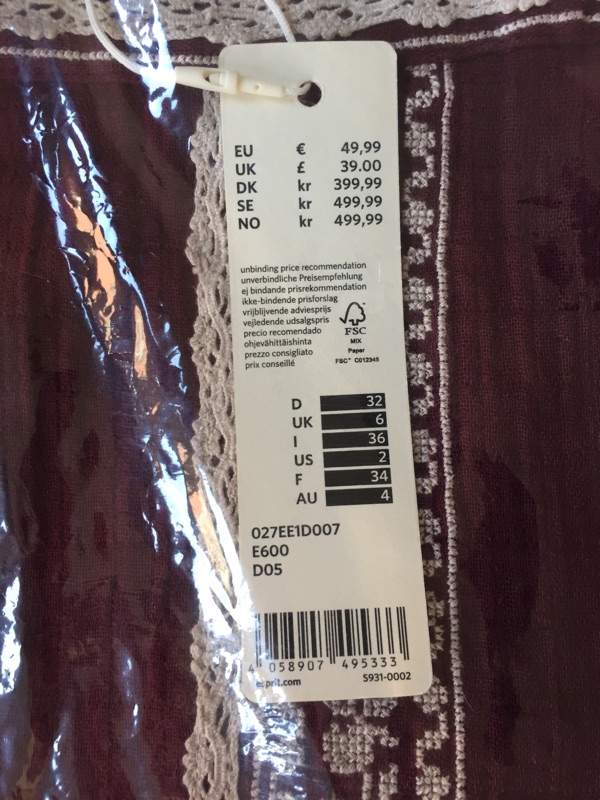 EU € 49,99
UK £ 39.00
DK kr 399,99
SE kr 499,99
NO kr 499,99
unbinding price recommendation
unverbindliche Preisempfehlung
ej bindande prisrekommendation
ikke-bindende prisforslag
vrijblijvende adviesprijs
vejledende udsalgspris
precio recomendado
ohjevähittäishinta
prezzo consigliato
prix conseillé
FSC
MIX
Paper
FSC™ C012345
D 32
UK 6
I 36
US 2
F 34
AU 4
027EE1D007
E600
D05
4 058907 495333
esprit.com S931-0002